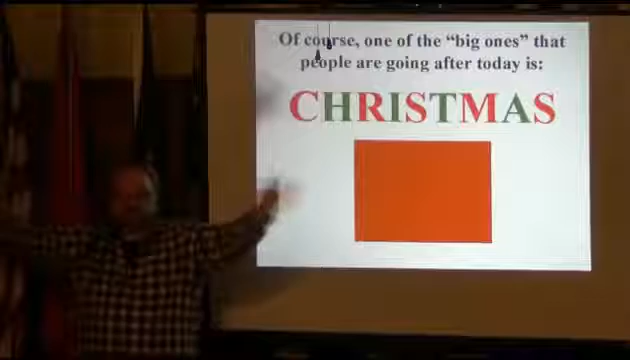 Of course, one of the “big ones” that
people are going after today is:
CHRISTMAS